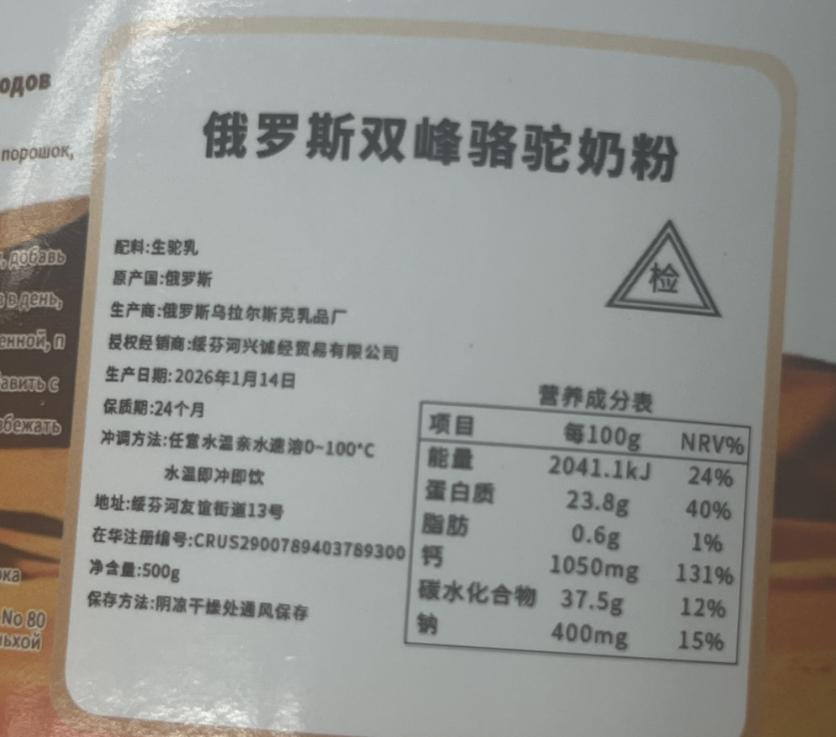 одов
порошок,
добавь
в день,
енной, п
авить с
збежать
No 80
俄罗斯双峰骆驼奶粉
检
配料:生驼乳
原产国:俄罗斯
生产商:俄罗斯乌拉尔斯克乳品厂
授权经销商:绥芬河兴诚经贸易有限公司
生产日期:2026年1月14日
保质期:24个月
冲调方法:任意水温亲水速溶0~100°C
水温即冲即饮
地址:绥芬河友谊街道13号
在华注册编号:CRUS2900789403789300
净含量:500g
保存方法:阴凉干燥处通风保存
营养成分表
项目 每100g NRV%
能量 2041.1kJ 24%
蛋白质 23.8g 40%
脂肪 0.6g 1%
钙 1050mg 131%
碳水化合物 37.5g 12%
钠 400mg 15%